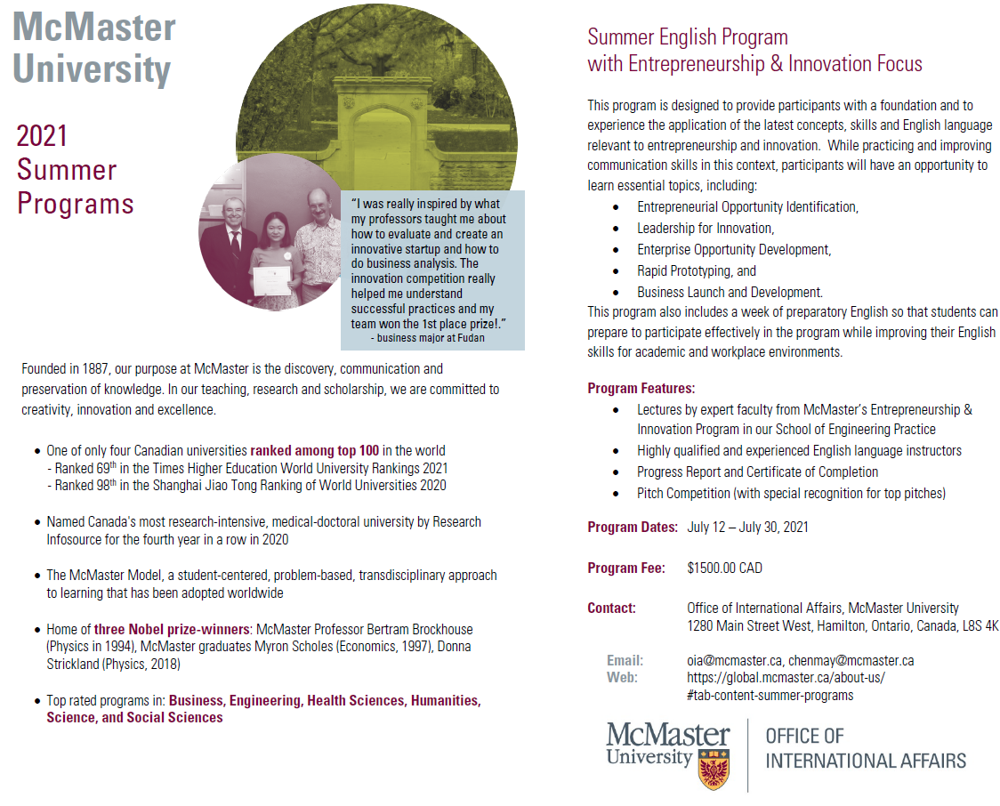 McMaster
University
2021
Summer
Programs
“I was really inspired by what
my professors taught me about
how to evaluate and create an
innovative startup and how to
do business analysis. The
innovation competition really
helped me understand
successful practices and my
team won the 1st place prize!.”
- business major at Fudan
Founded in 1887, our purpose at McMaster is the discovery, communication and
preservation of knowledge. In our teaching, research and scholarship, we are committed to
creativity, innovation and excellence.
• One of only four Canadian universities ranked among top 100 in the world
- Ranked 69th in the Times Higher Education World University Rankings 2021
- Ranked 98th in the Shanghai Jiao Tong Ranking of World Universities 2020
• Named Canada's most research-intensive, medical-doctoral university by Research
Infosource for the fourth year in a row in 2020
• The McMaster Model, a student-centered, problem-based, transdisciplinary approach
to learning that has been adopted worldwide
• Home of three Nobel prize-winners: McMaster Professor Bertram Brockhouse
(Physics in 1994), McMaster graduates Myron Scholes (Economics, 1997), Donna
Strickland (Physics, 2018)
• Top rated programs in: Business, Engineering, Health Sciences, Humanities,
Science, and Social Sciences
Summer English Program
with Entrepreneurship & Innovation Focus
This program is designed to provide participants with a foundation and to
experience the application of the latest concepts, skills and English language
relevant to entrepreneurship and innovation. While practicing and improving
communication skills in this context, participants will have an opportunity to
learn essential topics, including:
• Entrepreneurial Opportunity Identification,
• Leadership for Innovation,
• Enterprise Opportunity Development,
• Rapid Prototyping, and
• Business Launch and Development.
This program also includes a week of preparatory English so that students can
prepare to participate effectively in the program while improving their English
skills for academic and workplace environments.
Program Features:
• Lectures by expert faculty from McMaster’s Entrepreneurship &
Innovation Program in our School of Engineering Practice
• Highly qualified and experienced English language instructors
• Progress Report and Certificate of Completion
• Pitch Competition (with special recognition for top pitches)
Program Dates: July 12 – July 30, 2021
Program Fee: $1500.00 CAD
Contact: Office of International Affairs, McMaster University
1280 Main Street West, Hamilton, Ontario, Canada, L8S 4K
Email: oia@mcmaster.ca, chenmay@mcmaster.ca
Web: https://global.mcmaster.ca/about-us/
#tab-content-summer-programs
McMaster
University
OFFICE OF
INTERNATIONAL AFFAIRS